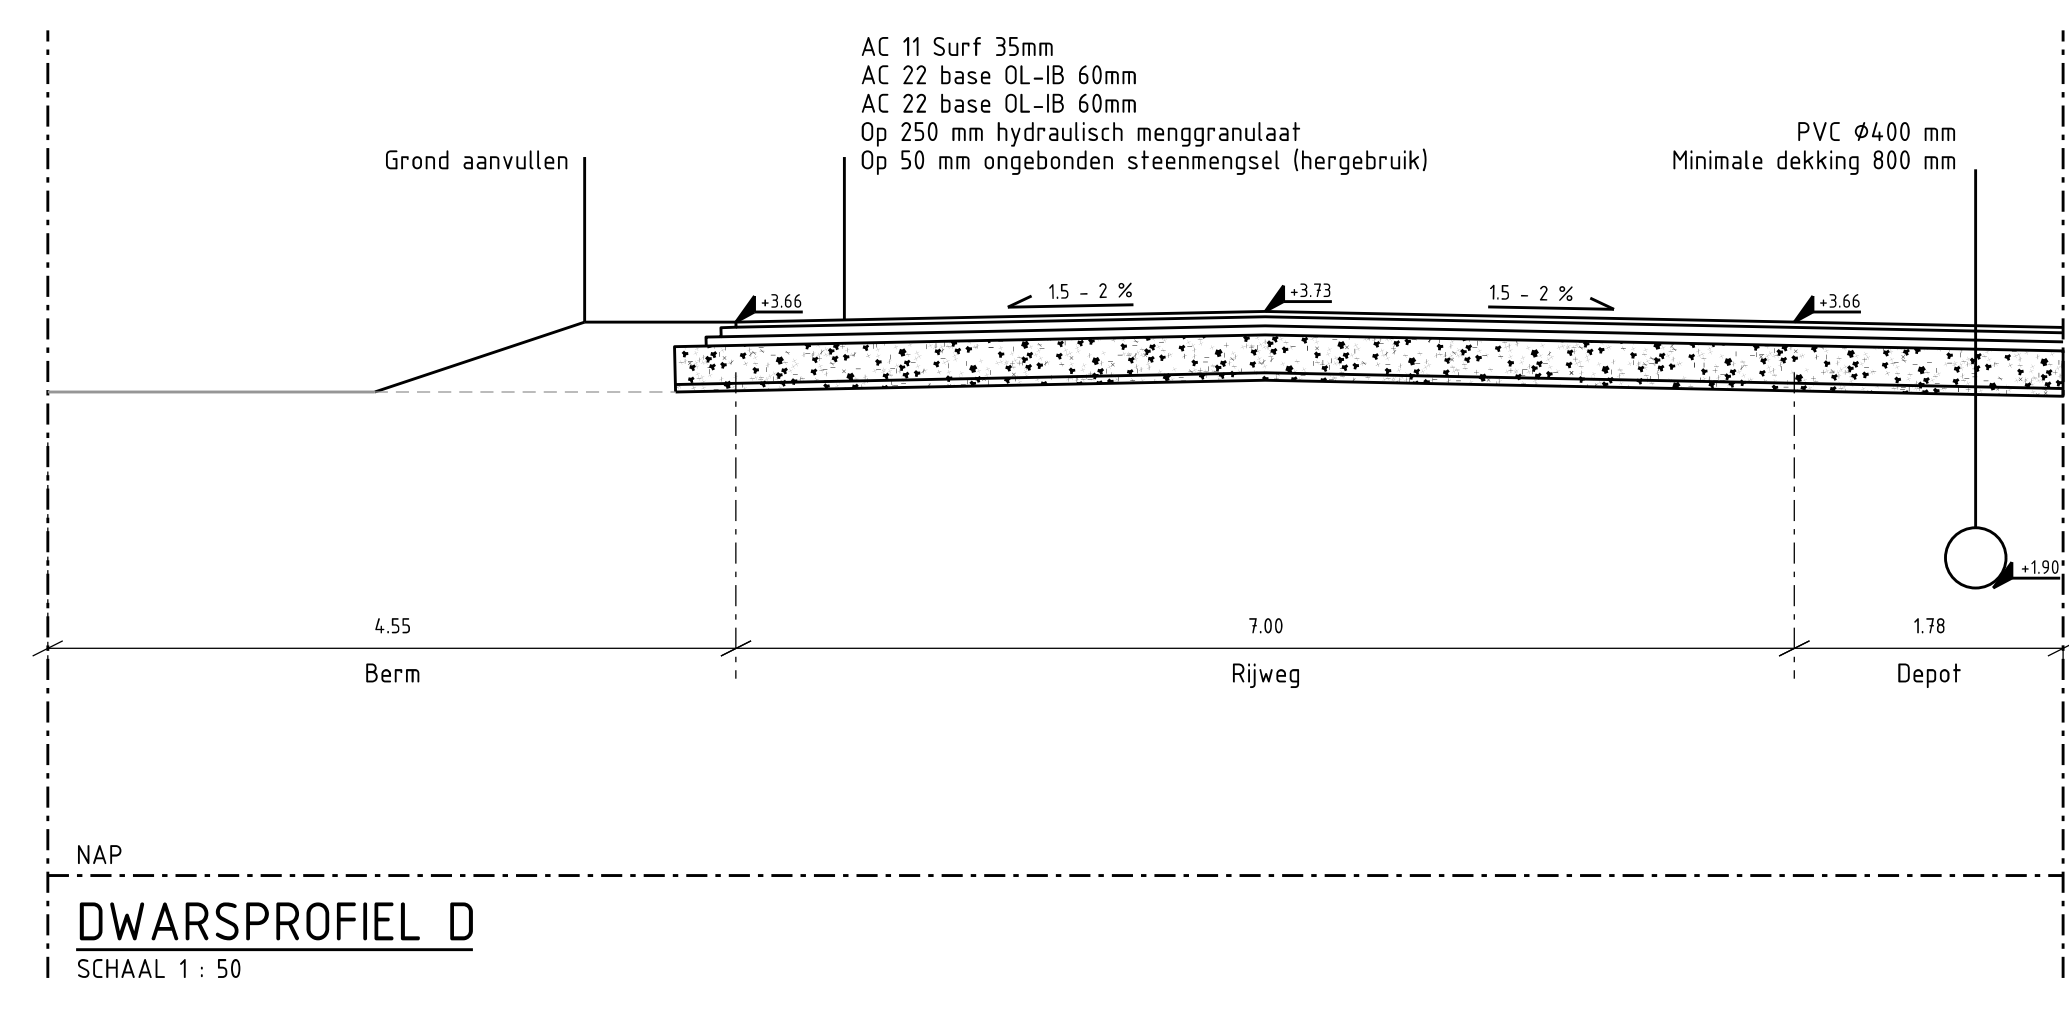 AC 11 Surf 35mm
AC 22 base OL-IB 60mm
AC 22 base OL-IB 60mm
Op 250 mm hydraulisch menggranulaat
Op 50 mm ongebonden steenmengsel (hergebruik)
Grond aanvullen
PVC Ø400 mm
Minimale dekking 800 mm
+3.66
1.5 - 2 %
+3.73
1.5 - 2 %
+3.66
+1.90
4.55
7.00
1.78
Berm
Rijweg
Depot
NAP
DWARSPROFIEL D
SCHAAL 1 : 50